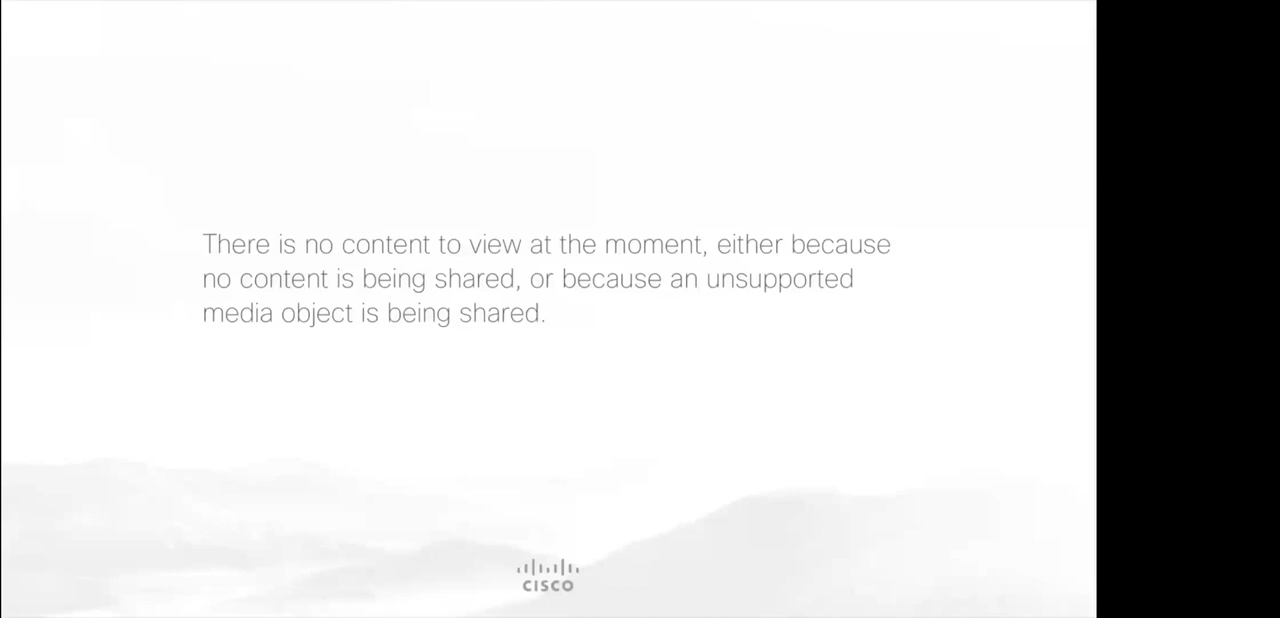 There is no content to view at the moment, either because
no content is being shared, or because an unsupported
media object is being shared.
CISCO